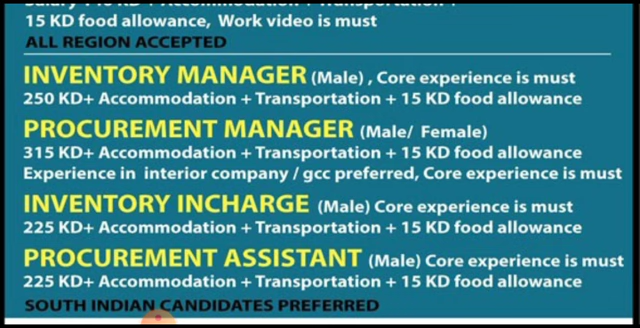 15 KD food allowance, Work video is must
ALL REGION ACCEPTED
INVENTORY MANAGER (Male) , Core experience is must
250 KD+ Accommodation + Transportation + 15 KD food allowance
PROCUREMENT MANAGER (Male/ Female)
315 KD+ Accommodation + Transportation + 15 KD food allowance
Experience in interior company / gcc preferred, Core experience is must
INVENTORY INCHARGE (Male) Core experience is must
225 KD+ Accommodation + Transportation + 15 KD food allowance
PROCUREMENT ASSISTANT (Male) Core experience is must
225 KD+ Accommodation + Transportation + 15 KD food allowance
SOUTH INDIAN CANDIDATES PREFERRED